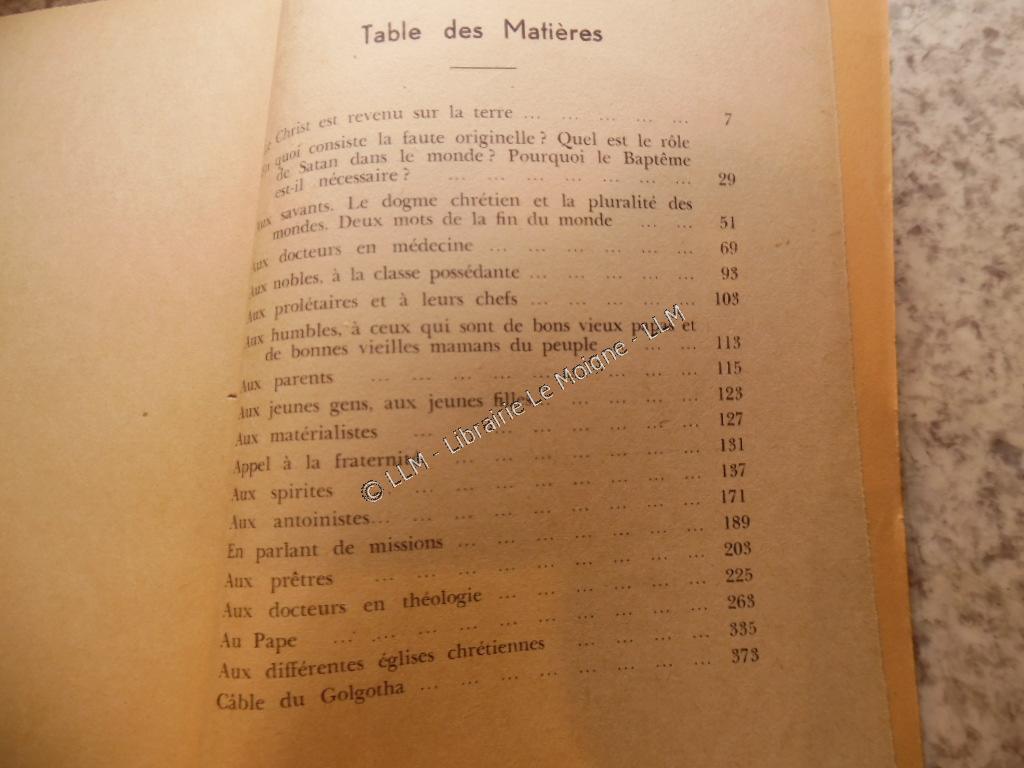 Table des Matières
Christ est revenu sur la terre ... ... ... ... ... 7
quoi consiste la faute originelle ? Quel est le rôle
de Satan dans le monde ? Pourquoi le Baptême
est-il nécessaire ? ... ... ... ... ... ... ... 29
Aux savants. Le dogme chrétien et la pluralité des
mondes. Deux mots de la fin du monde ... ... 51
Aux docteurs en médecine ... ... ... ... ... ... 69
Aux nobles, à la classe possédante ... ... ... ... ... 93
Aux prolétaires et à leurs chefs ... ... ... ... ... 103
Aux humbles, à ceux qui sont de bons vieux papas et
de bonnes vieilles mamans du peuple ... ... ... 113
Aux parents ... ... ... ... ... ... ... ... 115
Aux jeunes gens, aux jeunes filles ... ... ... ... 123
Aux matérialistes ... ... ... ... ... ... ... 127
Appel à la fraternité ... ... ... ... ... ... ... 131
Aux spirites ... ... ... ... ... ... ... ... 137
Aux antoinistes ... ... ... ... ... ... ... ... 171
En parlant de missions ... ... ... ... ... ... ... 189
Aux prêtres ... ... ... ... ... ... ... ... 203
Aux docteurs en théologie ... ... ... ... ... ... 225
Au Pape ... ... ... ... ... ... ... ... ... 263
Aux différentes églises chrétiennes ... ... ... ... 335
Câble du Golgotha ... ... ... ... ... ... ... ... 373
© LLM - Librairie Le Moigne - LLM